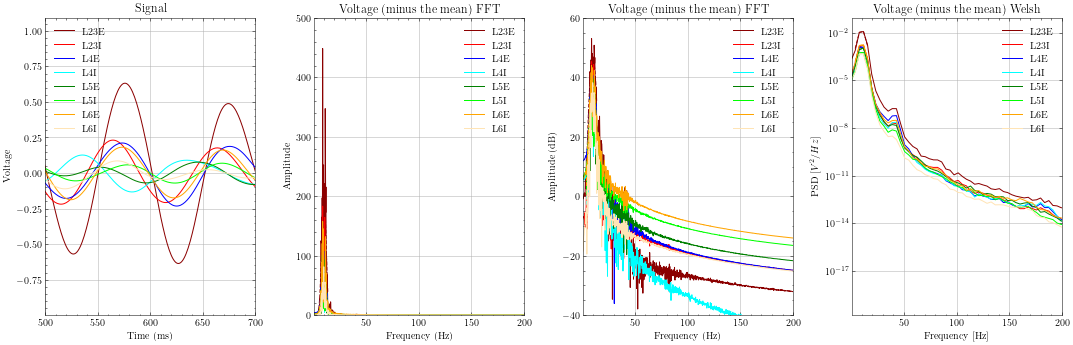 Signal
Voltage
1.00
0.75
0.50
0.25
0.00
−0.25
−0.50
−0.75
500
550
600
650
700
Time (ms)
L23E
L23I
L4E
L4I
L5E
L5I
L6E
L6I
Voltage (minus the mean) FFT
Amplitude
500
400
300
200
100
0
50
100
150
200
Frequency (Hz)
L23E
L23I
L4E
L4I
L5E
L5I
L6E
L6I
Voltage (minus the mean) FFT
Amplitude (dB)
60
40
20
0
−20
−40
50
100
150
200
Frequency (Hz)
L23E
L23I
L4E
L4I
L5E
L5I
L6E
L6I
Voltage (minus the mean) Welsh
PSD [V²/Hz]
10⁻²
10⁻⁵
10⁻⁸
10⁻¹¹
10⁻¹⁴
10⁻¹⁷
50
100
150
200
Frequency [Hz]
L23E
L23I
L4E
L4I
L5E
L5I
L6E
L6I